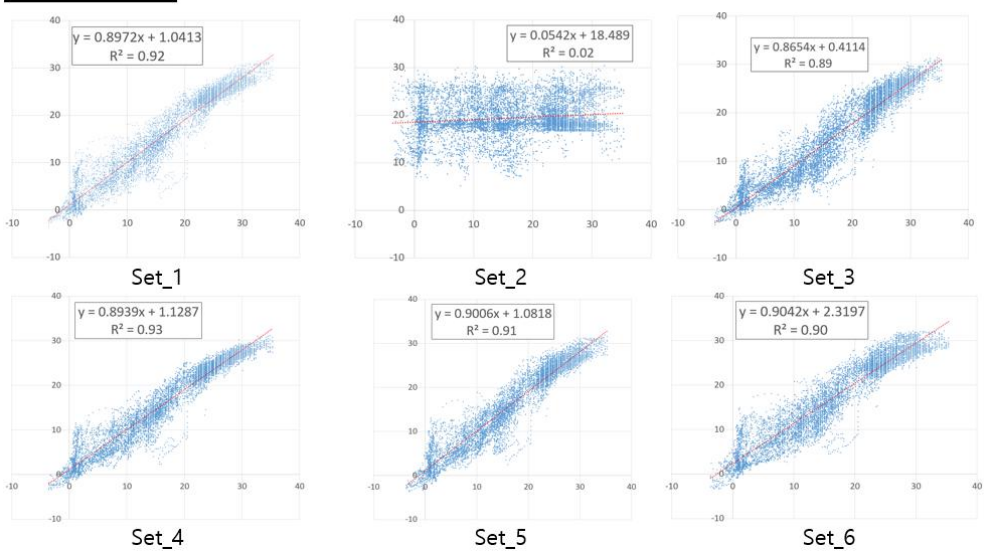 40
y = 0.8972x + 1.0413
R² = 0.92
30
20
10
0
-10 0 10 20 30 40
-10
Set_1
40
y = 0.0542x + 18.489
R² = 0.02
30
20
10
0
-10 0 10 20 30 40
-10
Set_2
40
y = 0.8654x + 0.4114
R² = 0.89
30
20
10
0
-10 0 10 20 30 40
-10
Set_3
40
y = 0.8939x + 1.1287
R² = 0.93
30
20
10
0
-10 0 10 20 30 40
-10
Set_4
40
y = 0.9006x + 1.0818
R² = 0.91
30
20
10
0
-10 0 10 20 30 40
-10
Set_5
40
y = 0.9042x + 2.3197
R² = 0.90
30
20
10
0
-10 0 10 20 30 40
-10
Set_6